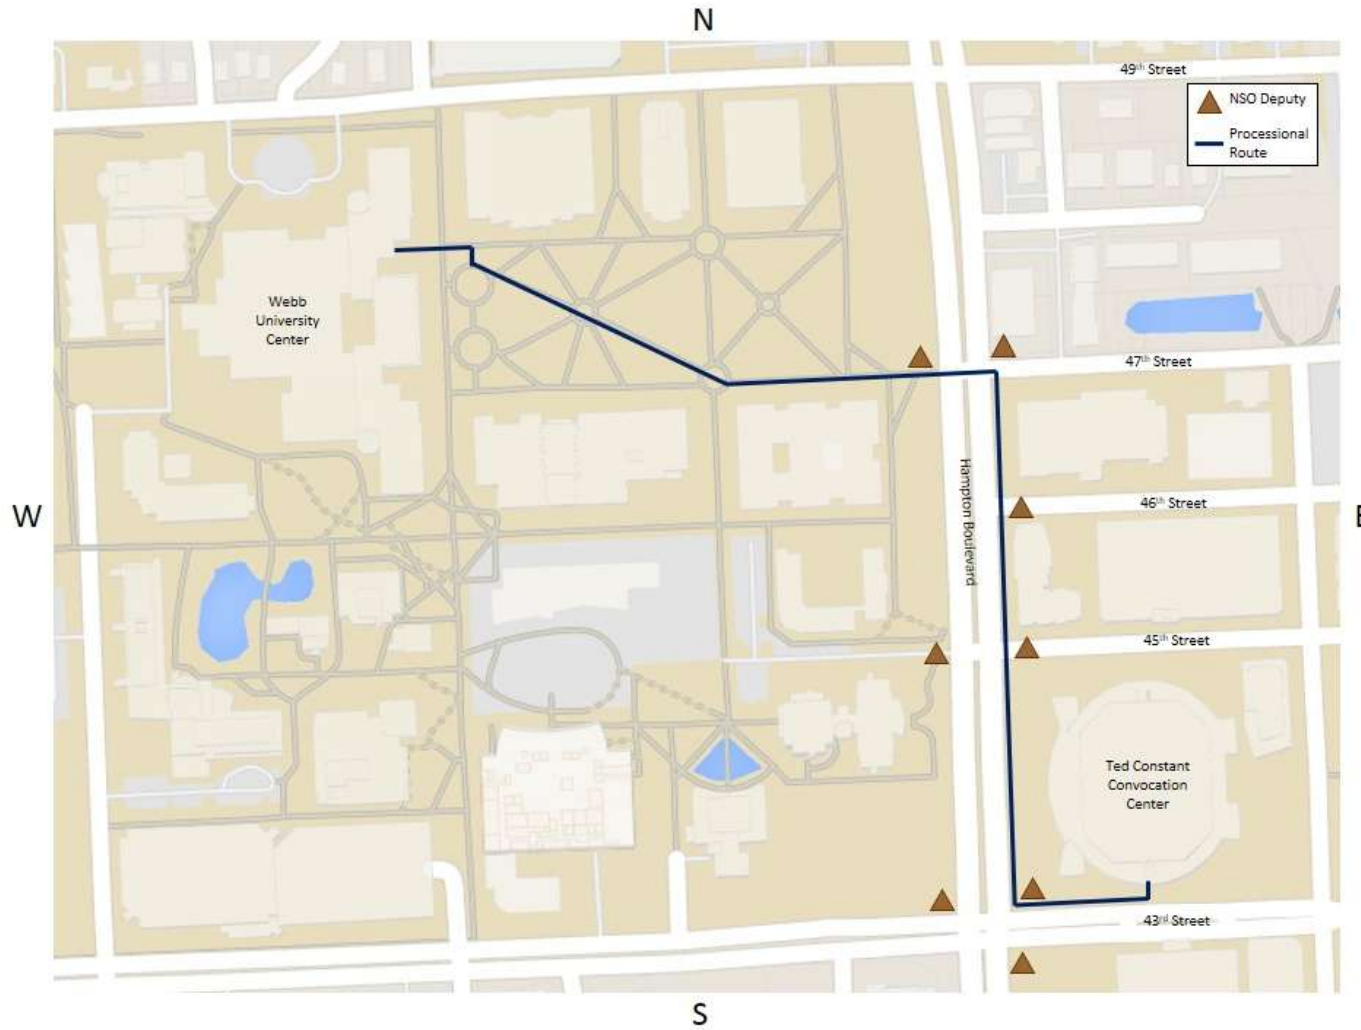 N
49th Street
NSO Deputy
Processional
Route
Webb
University
Center
47th Street
Hampton Boulevard
46th Street
W
45th Street
Ted Constant
Convocation
Center
43rd Street
S